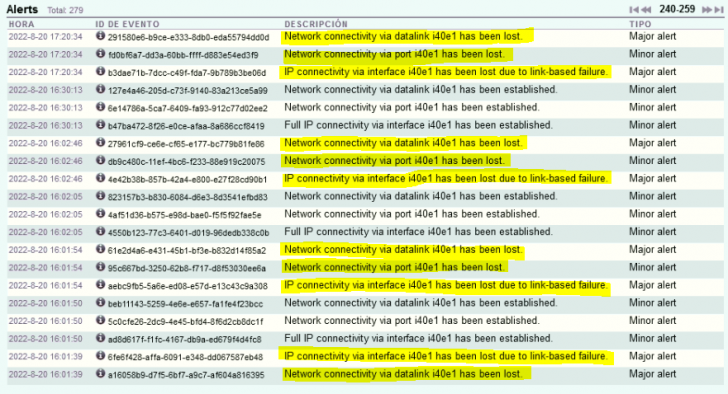 Alerts Total: 279 240-259
HORA ID DE EVENTO DESCRIPCIÓN TIPO
2022-8-20 17:20:34 291580e6-b9ce-e333-8db0-eda55794dd0d Network connectivity via datalink i40e1 has been lost. Major alert
2022-8-20 17:20:34 fd0bf6a7-dd3a-60bb-ffff-d883e54ed3f9 Network connectivity via port i40e1 has been lost. Minor alert
2022-8-20 17:20:34 b3dae71b-7dcc-c49f-fda7-9b789b3be06d IP connectivity via interface i40e1 has been lost due to link-based failure. Major alert
2022-8-20 16:30:13 127e4a46-205d-c73f-9140-83a213ce5a99 Network connectivity via datalink i40e1 has been established. Minor alert
2022-8-20 16:30:13 6e14786a-5ca7-6409-fa93-912c77d02ee2 Network connectivity via port i40e1 has been established. Minor alert
2022-8-20 16:30:13 b47ba472-8f26-e0ce-afaa-8a686ccf8419 Full IP connectivity via interface i40e1 has been established. Minor alert
2022-8-20 16:02:46 27961cf9-ce6e-cf65-e177-bc779b81fe86 Network connectivity via datalink i40e1 has been lost. Major alert
2022-8-20 16:02:46 db9c480c-11ef-4bc6-f233-88e919c20075 Network connectivity via port i40e1 has been lost. Minor alert
2022-8-20 16:02:46 4e42b38b-857b-42a4-e800-e27f28cd90b1 IP connectivity via interface i40e1 has been lost due to link-based failure. Major alert
2022-8-20 16:02:05 823157b3-b830-6084-d6e3-8d3541efbd83 Network connectivity via datalink i40e1 has been established. Minor alert
2022-8-20 16:02:05 4af51d36-b575-e98d-bae0-f5f5f92fae5e Network connectivity via port i40e1 has been established. Minor alert
2022-8-20 16:02:05 4550b123-77c3-6401-d019-96dedb338c0b Full IP connectivity via interface i40e1 has been established. Minor alert
2022-8-20 16:01:54 61e2d4a6-e431-45b1-bf3e-b832d14f85a2 Network connectivity via datalink i40e1 has been lost. Major alert
2022-8-20 16:01:54 95c667bd-3250-62b8-f717-d8f53030ee6a Network connectivity via port i40e1 has been lost. Minor alert
2022-8-20 16:01:54 aebc9fb5-5a6e-ed08-e57d-e13c43c9a308 IP connectivity via interface i40e1 has been lost due to link-based failure. Major alert
2022-8-20 16:01:50 beb11143-5259-4e6e-e657-fa1fe4f23bcc Network connectivity via datalink i40e1 has been established. Minor alert
2022-8-20 16:01:50 5c0cfe26-2dc9-4e45-bfd4-8f6d2cb8dc1f Network connectivity via port i40e1 has been established. Minor alert
2022-8-20 16:01:50 ad8d617f-f1fc-4167-db9a-ed679f4d4fc8 Full IP connectivity via interface i40e1 has been established. Minor alert
2022-8-20 16:01:39 6fe6f428-affa-6091-e348-dd067587eb48 IP connectivity via interface i40e1 has been lost due to link-based failure. Major alert
2022-8-20 16:01:39 a16058b9-d7f5-6bf7-a9c7-af604a816395 Network connectivity via datalink i40e1 has been lost. Major alert